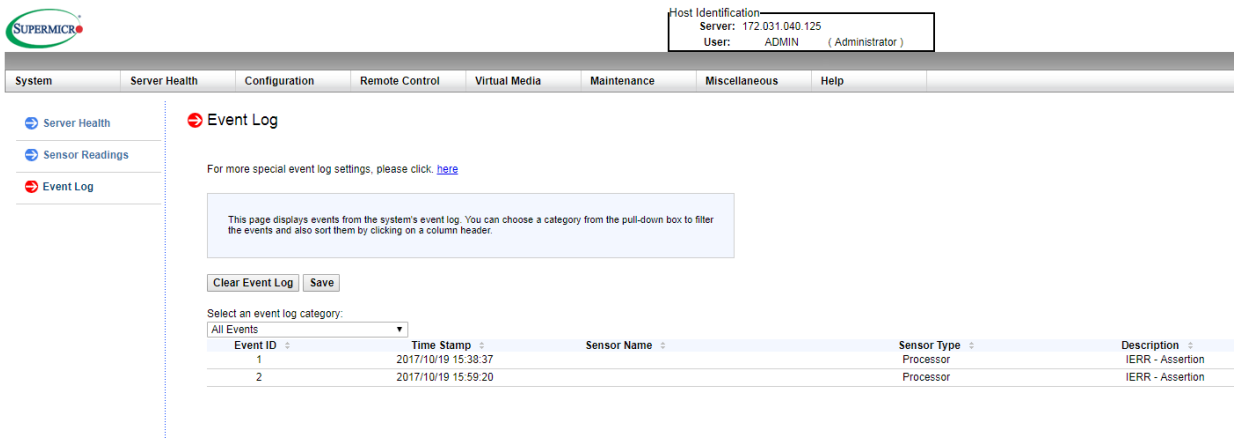 SUPERMICR
Host Identification
Server: 172.031.040.125
User: ADMIN ( Administrator )
System Server Health Configuration Remote Control Virtual Media Maintenance Miscellaneous Help
Server Health
Sensor Readings
Event Log
Event Log
For more special event log settings, please click. here
This page displays events from the system's event log. You can choose a category from the pull-down box to filter
the events and also sort them by clicking on a column header.
Clear Event Log Save
Select an event log category:
All Events
Event ID Time Stamp Sensor Name Sensor Type Description
1 2017/10/19 15:38:37 Processor IERR - Assertion
2 2017/10/19 15:59:20 Processor IERR - Assertion